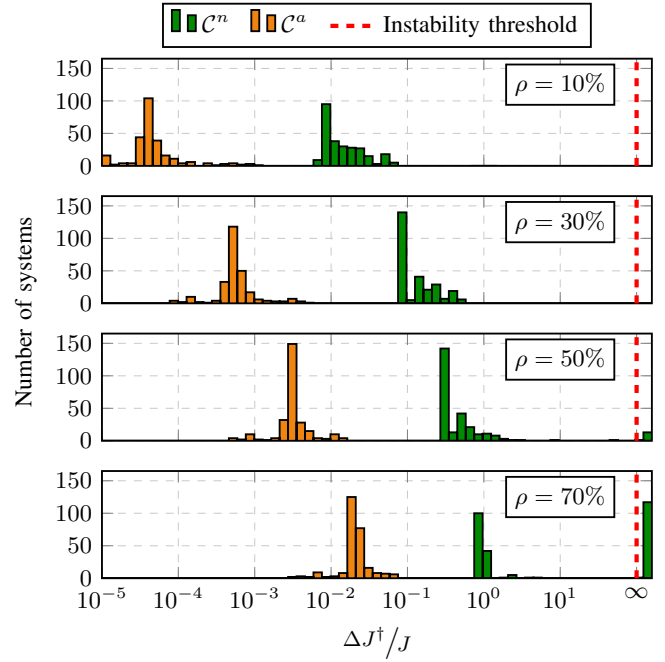 𝒞ⁿ 𝒞ᵃ Instability threshold
150
100
50
0
ρ = 10%
150
100
50
0
ρ = 30%
150
100
50
0
ρ = 50%
150
100
50
0
ρ = 70%
Number of systems
10⁻⁵ 10⁻⁴ 10⁻³ 10⁻² 10⁻¹ 10⁰ 10¹ ∞
ΔJ†/J